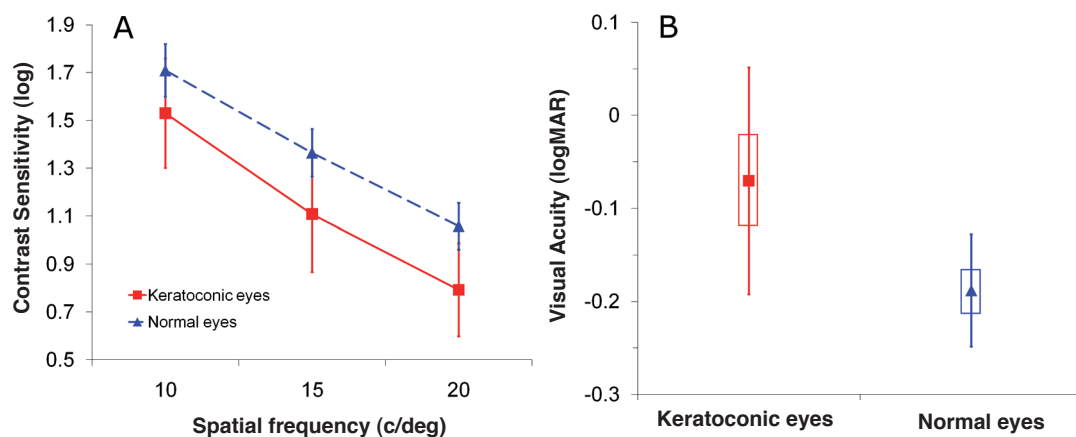 A
Contrast Sensitivity (log)
1.9
1.7
1.5
1.3
1.1
0.9
0.7
0.5
Keratoconic eyes
Normal eyes
10
15
20
Spatial frequency (c/deg)
B
Visual Acuity (logMAR)
0.1
0
-0.1
-0.2
-0.3
Keratoconic eyes
Normal eyes